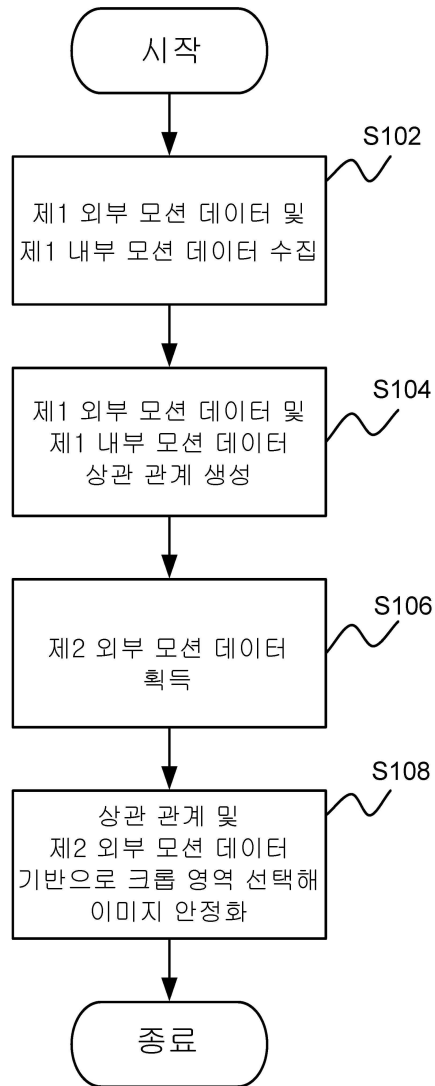 시작
S102
제1 외부 모션 데이터 및
제1 내부 모션 데이터 수집
S104
제1 외부 모션 데이터 및
제1 내부 모션 데이터
상관 관계 생성
S106
제2 외부 모션 데이터
획득
S108
상관 관계 및
제2 외부 모션 데이터
기반으로 크롭 영역 선택해
이미지 안정화
종료